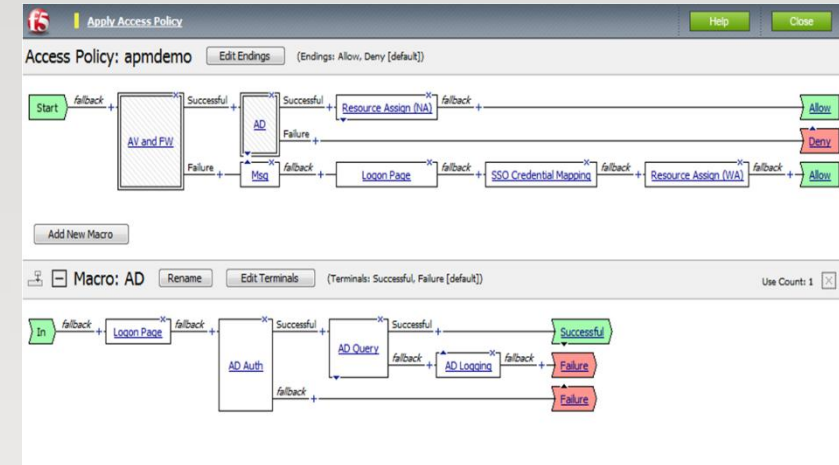 f5 Apply Access Policy Help Close
Access Policy: apmdemo Edit Endings (Endings: Allow, Deny [default])
Start fallback + AV and FW Successful + AD Successful + Resource Assign (NA) fallback + Allow
Failure + Deny
Failure + Msg fallback + Logon Page fallback + SSO Credential Mapping fallback + Resource Assign (WA) fallback + Allow
Add New Macro
Macro: AD Rename Edit Terminals (Terminals: Successful, Failure [default]) Use Count: 1
In fallback + Logon Page fallback + AD Auth Successful + AD Query Successful + Successful
fallback + AD Logging fallback + Failure
fallback + Failure